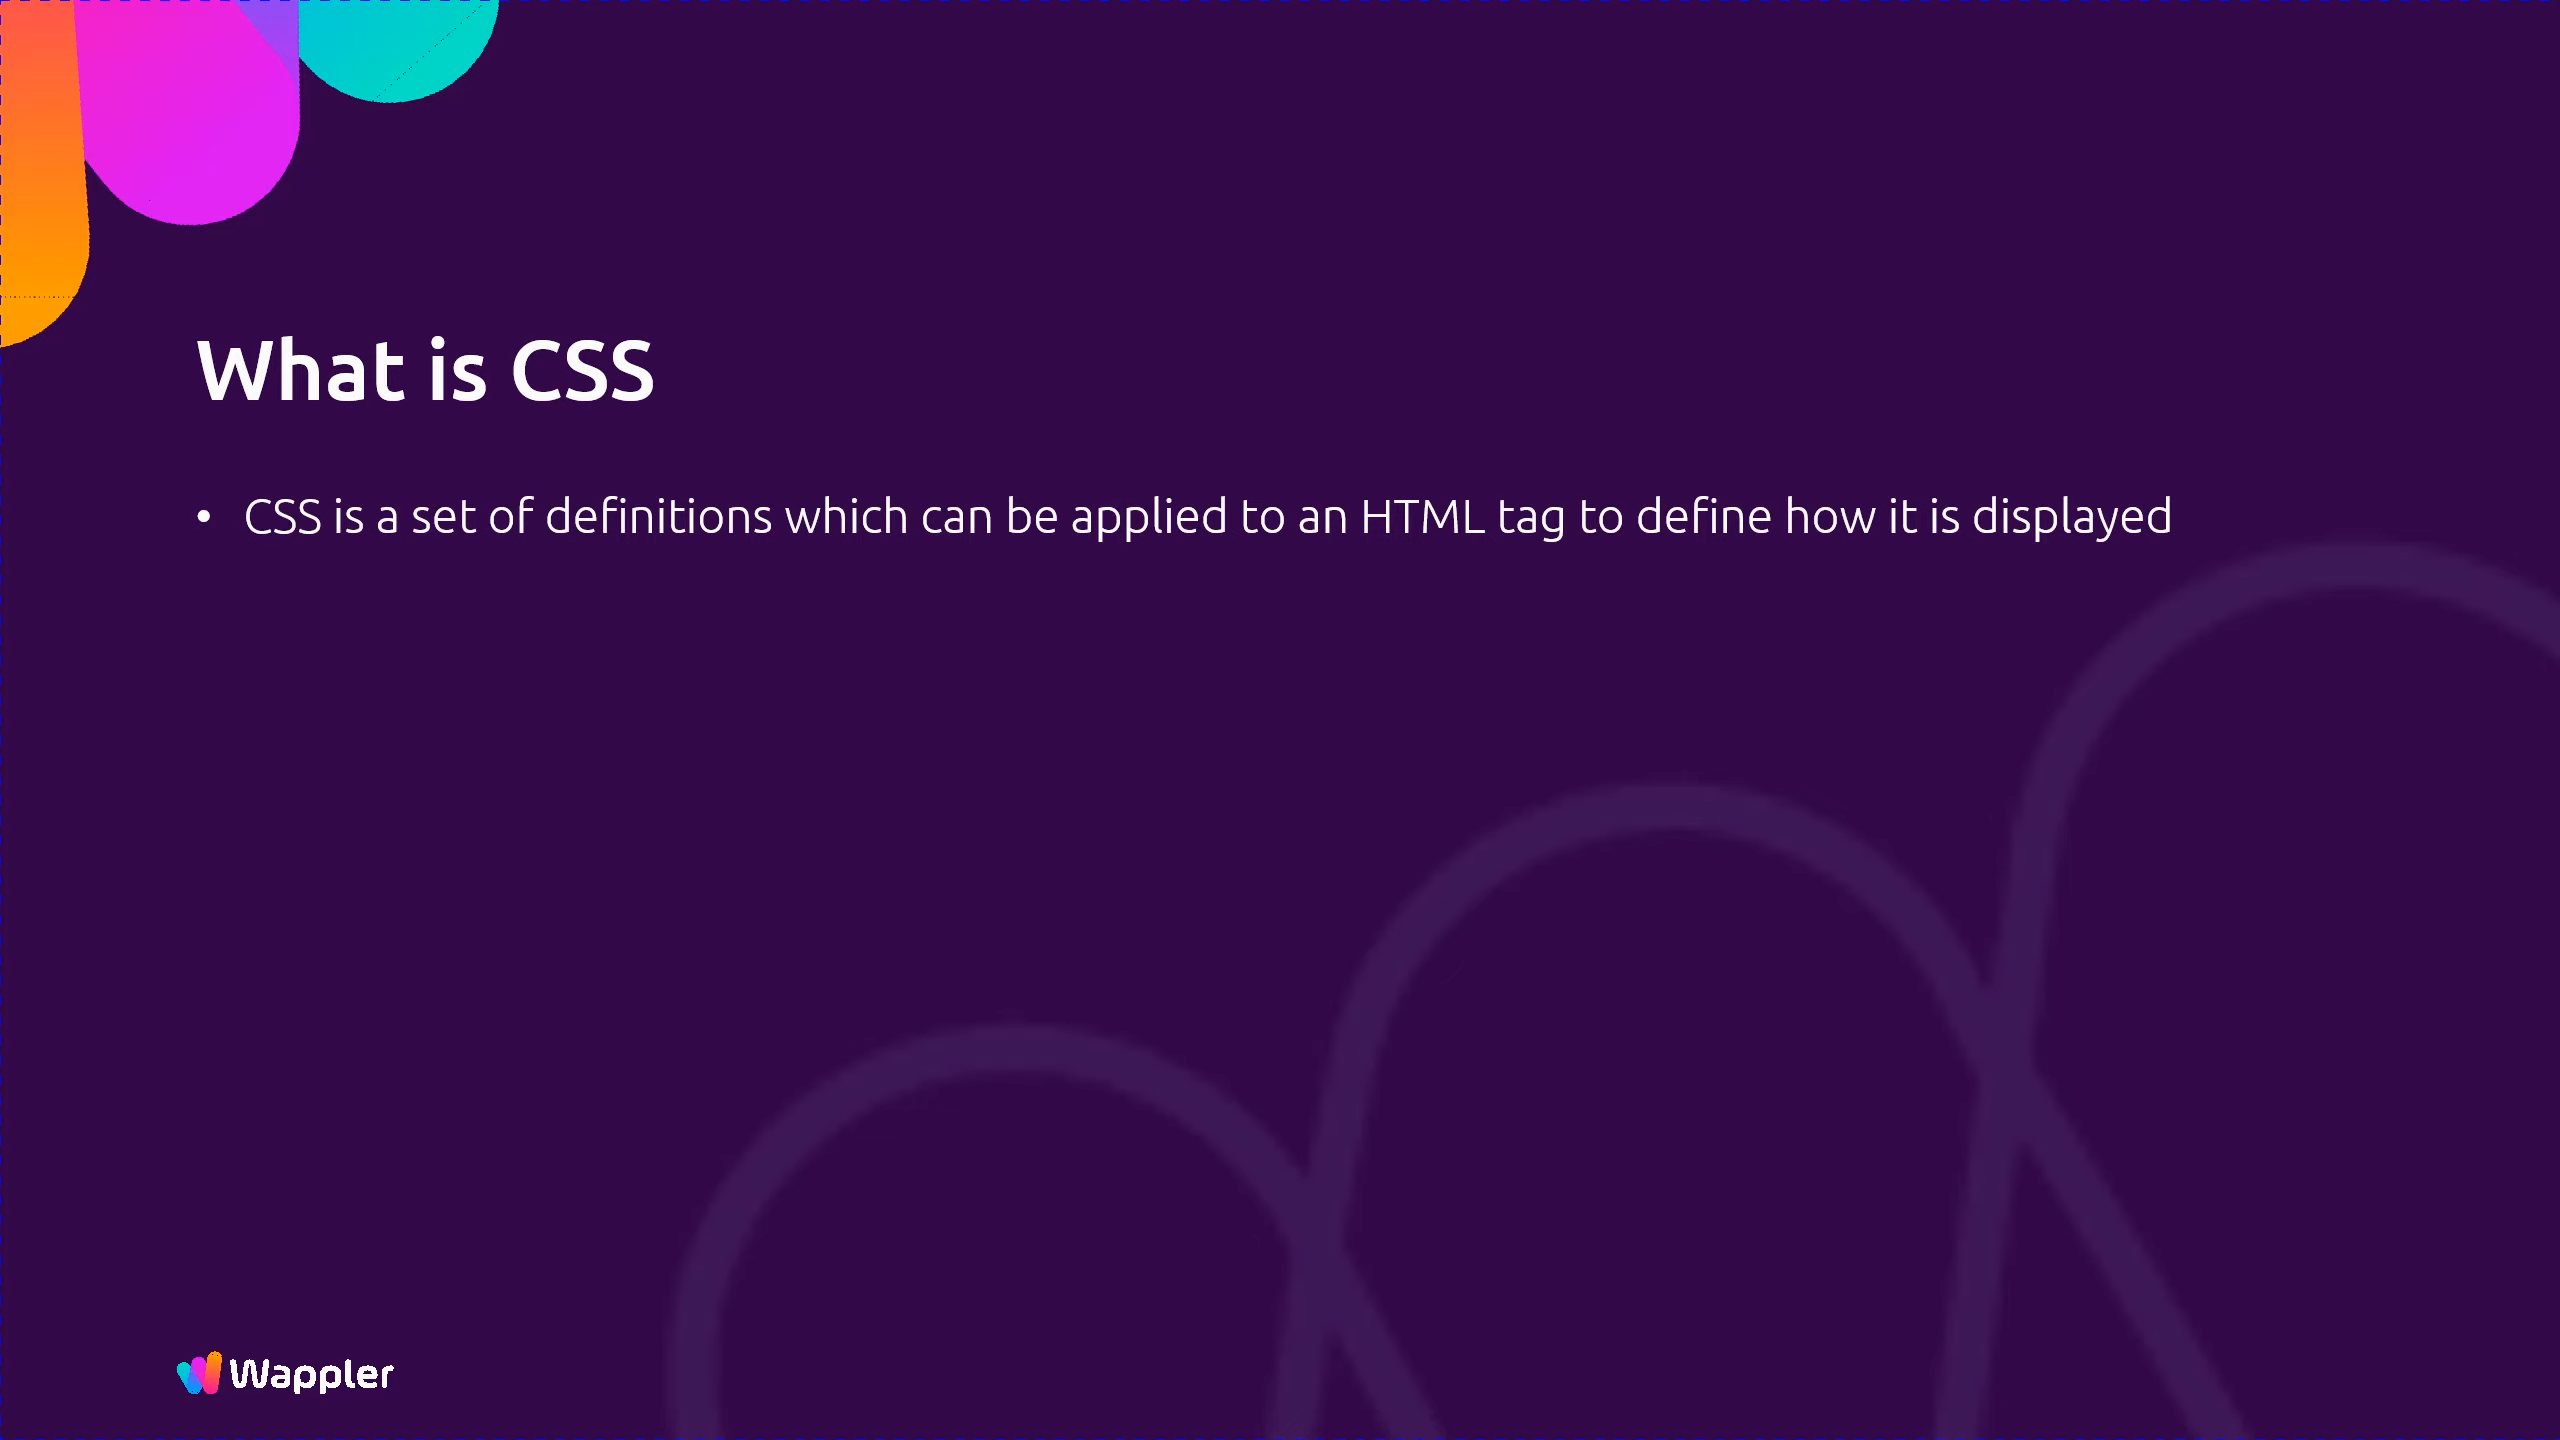 What is CSS
• CSS is a set of definitions which can be applied to an HTML tag to define how it is displayed
Wappler